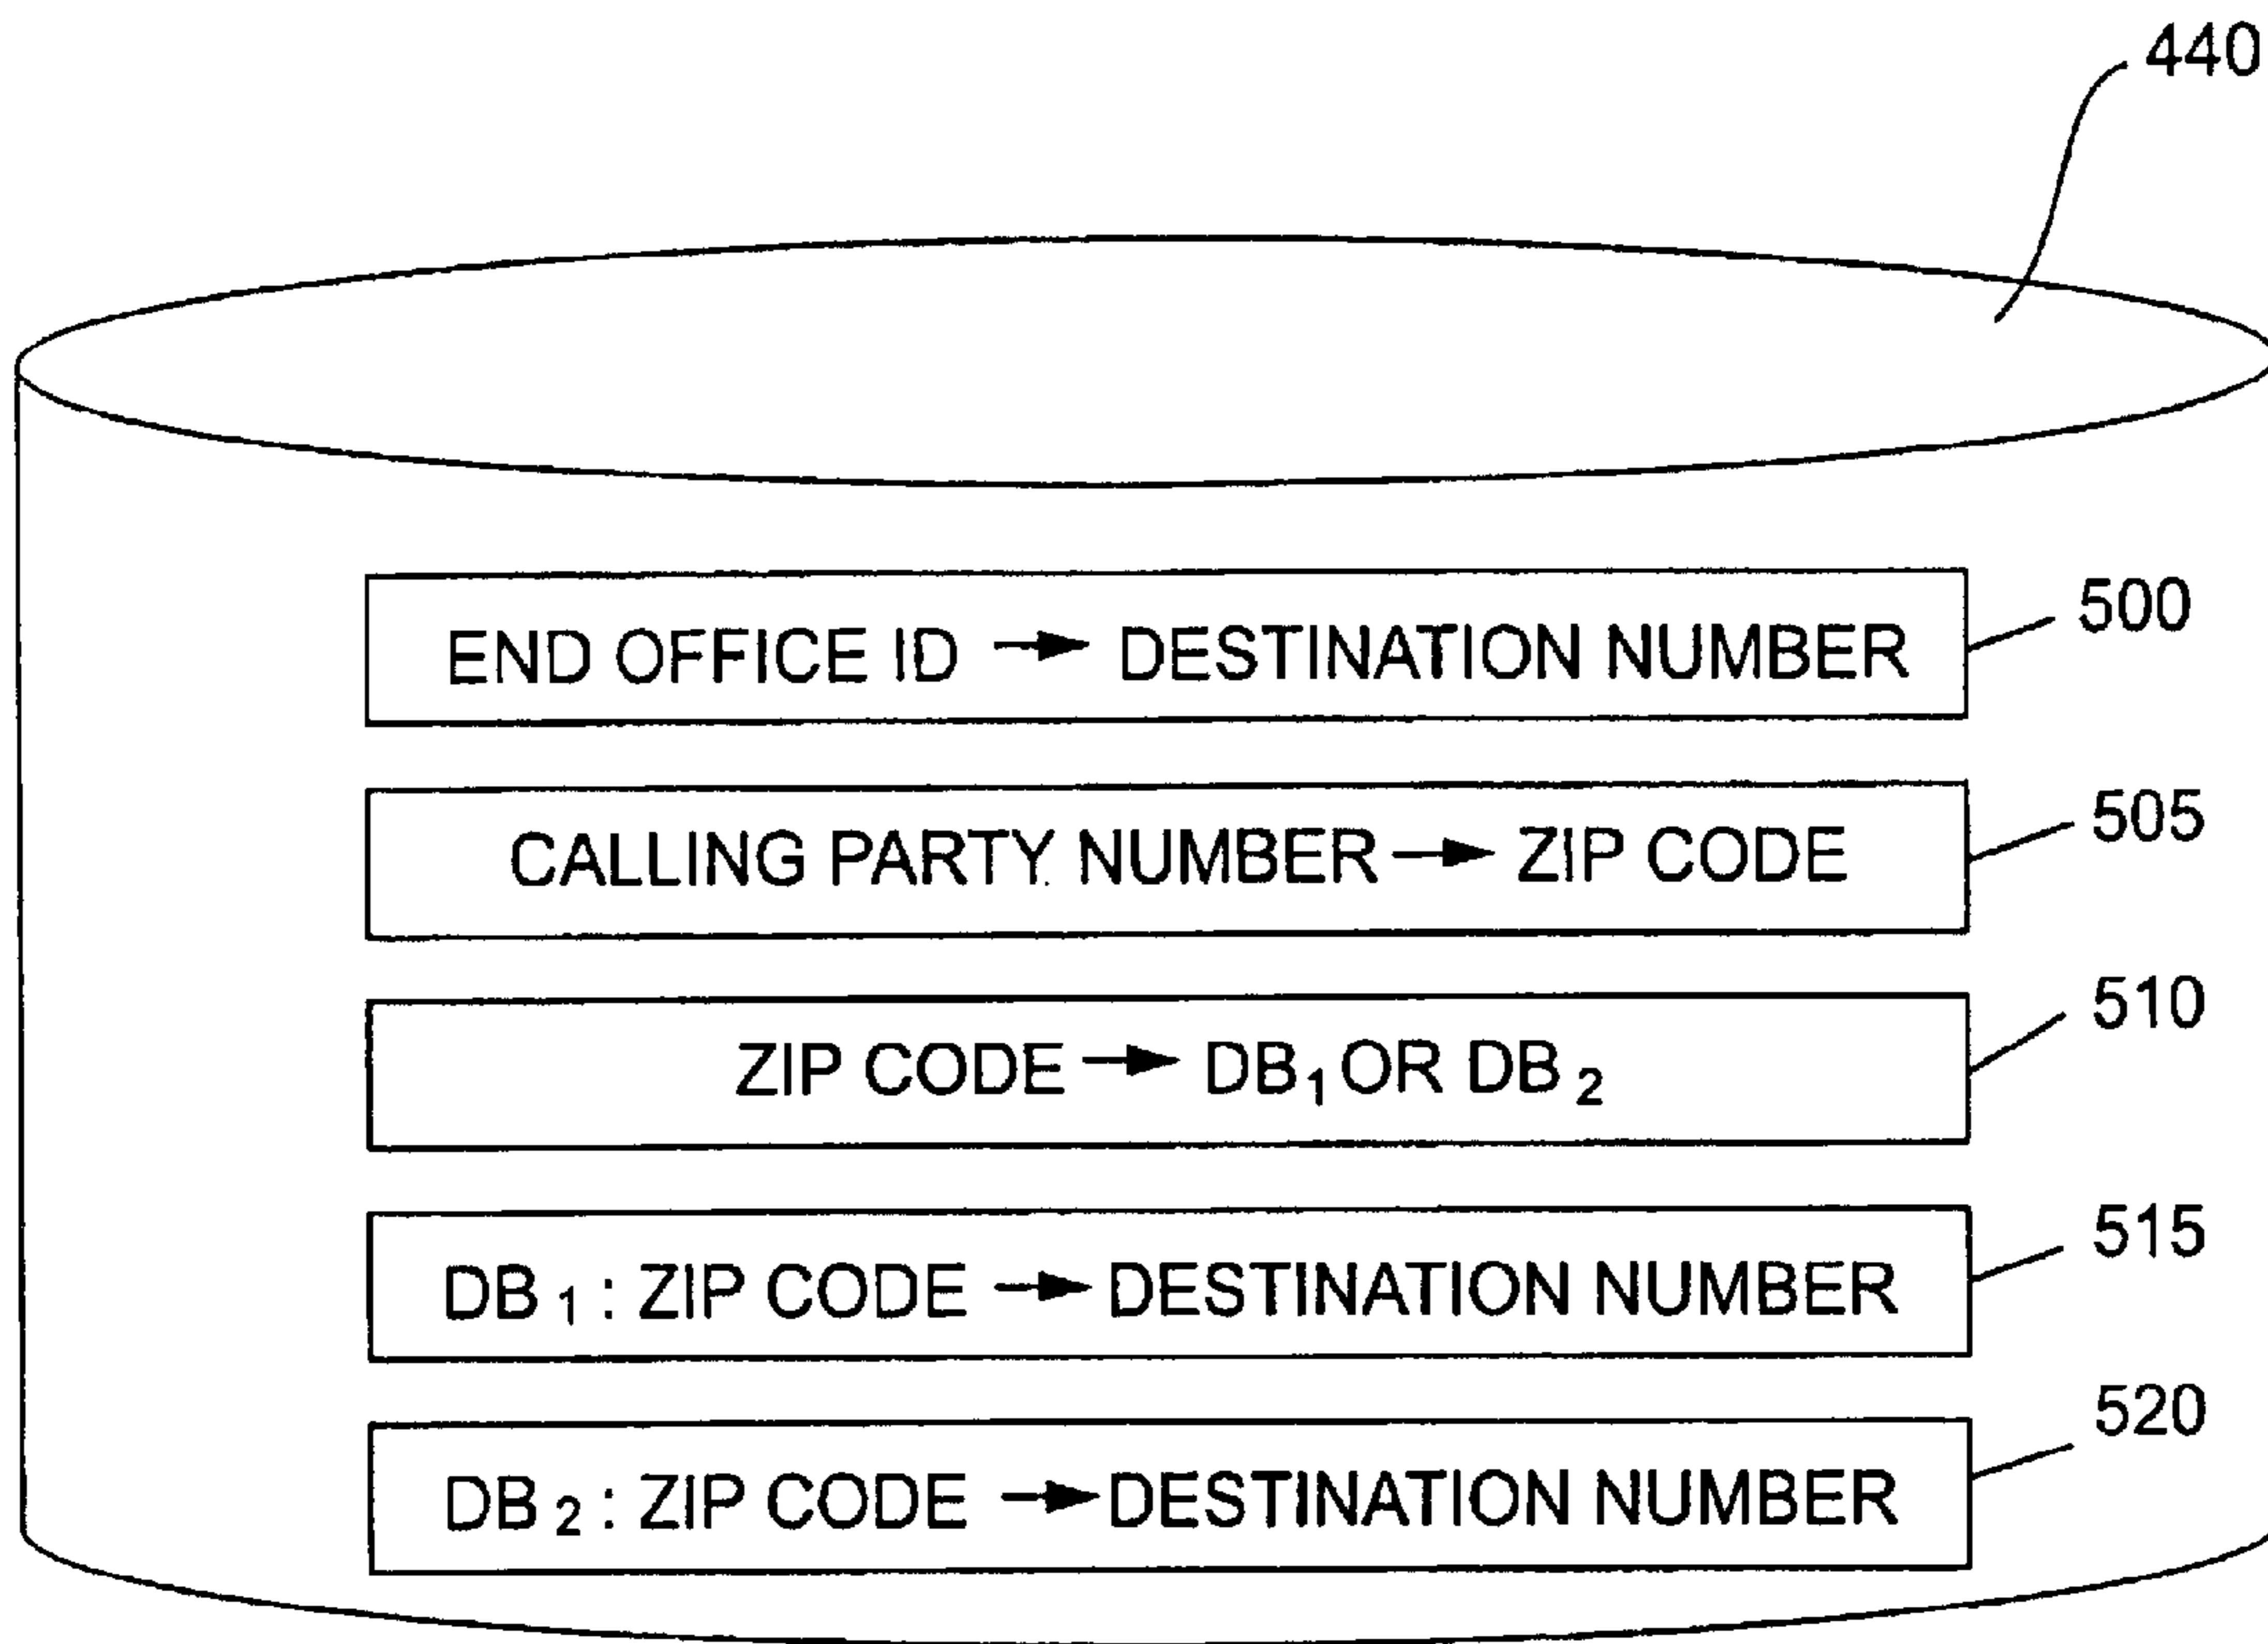 440
END OFFICE ID → DESTINATION NUMBER
500
CALLING PARTY NUMBER → ZIP CODE
505
ZIP CODE → DB₁ OR DB₂
510
DB₁ : ZIP CODE → DESTINATION NUMBER
515
DB₂ : ZIP CODE → DESTINATION NUMBER
520